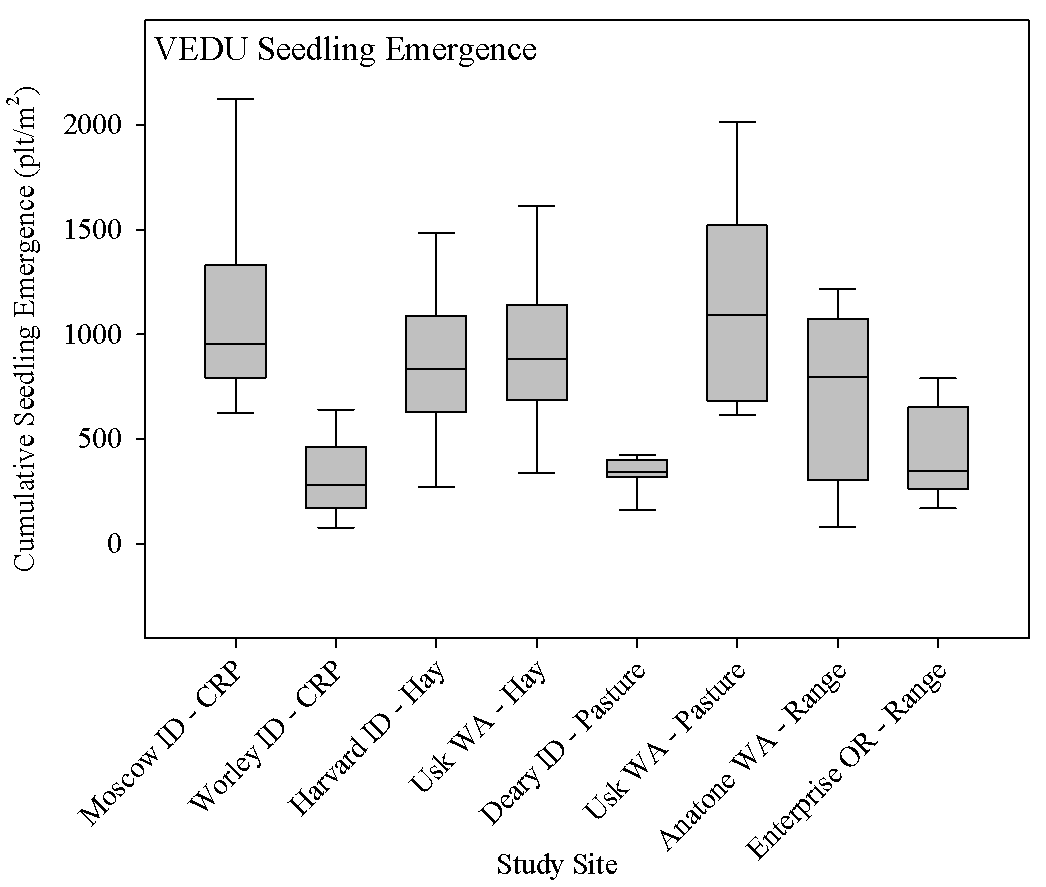 VEDU Seedling Emergence
Cumulative Seedling Emergence (plt/m²)
2000
1500
1000
500
0
Moscow ID - CRP
Worley ID - CRP
Harvard ID - Hay
Usk WA - Hay
Deary ID - Pasture
Usk WA - Pasture
Anatone WA - Range
Enterprise OR - Range
Study Site